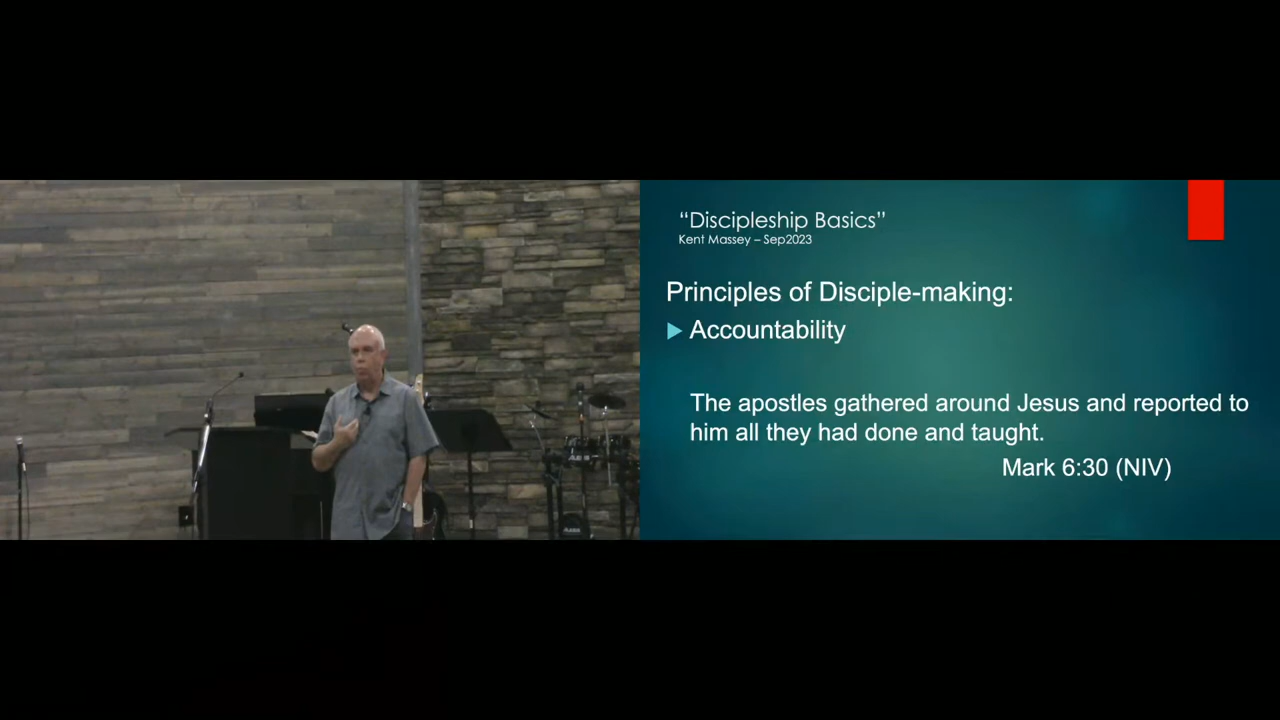 “Discipleship Basics”
Kent Massey – Sep2023
Principles of Disciple-making:
Accountability
The apostles gathered around Jesus and reported to
him all they had done and taught.
Mark 6:30 (NIV)
ALESIS